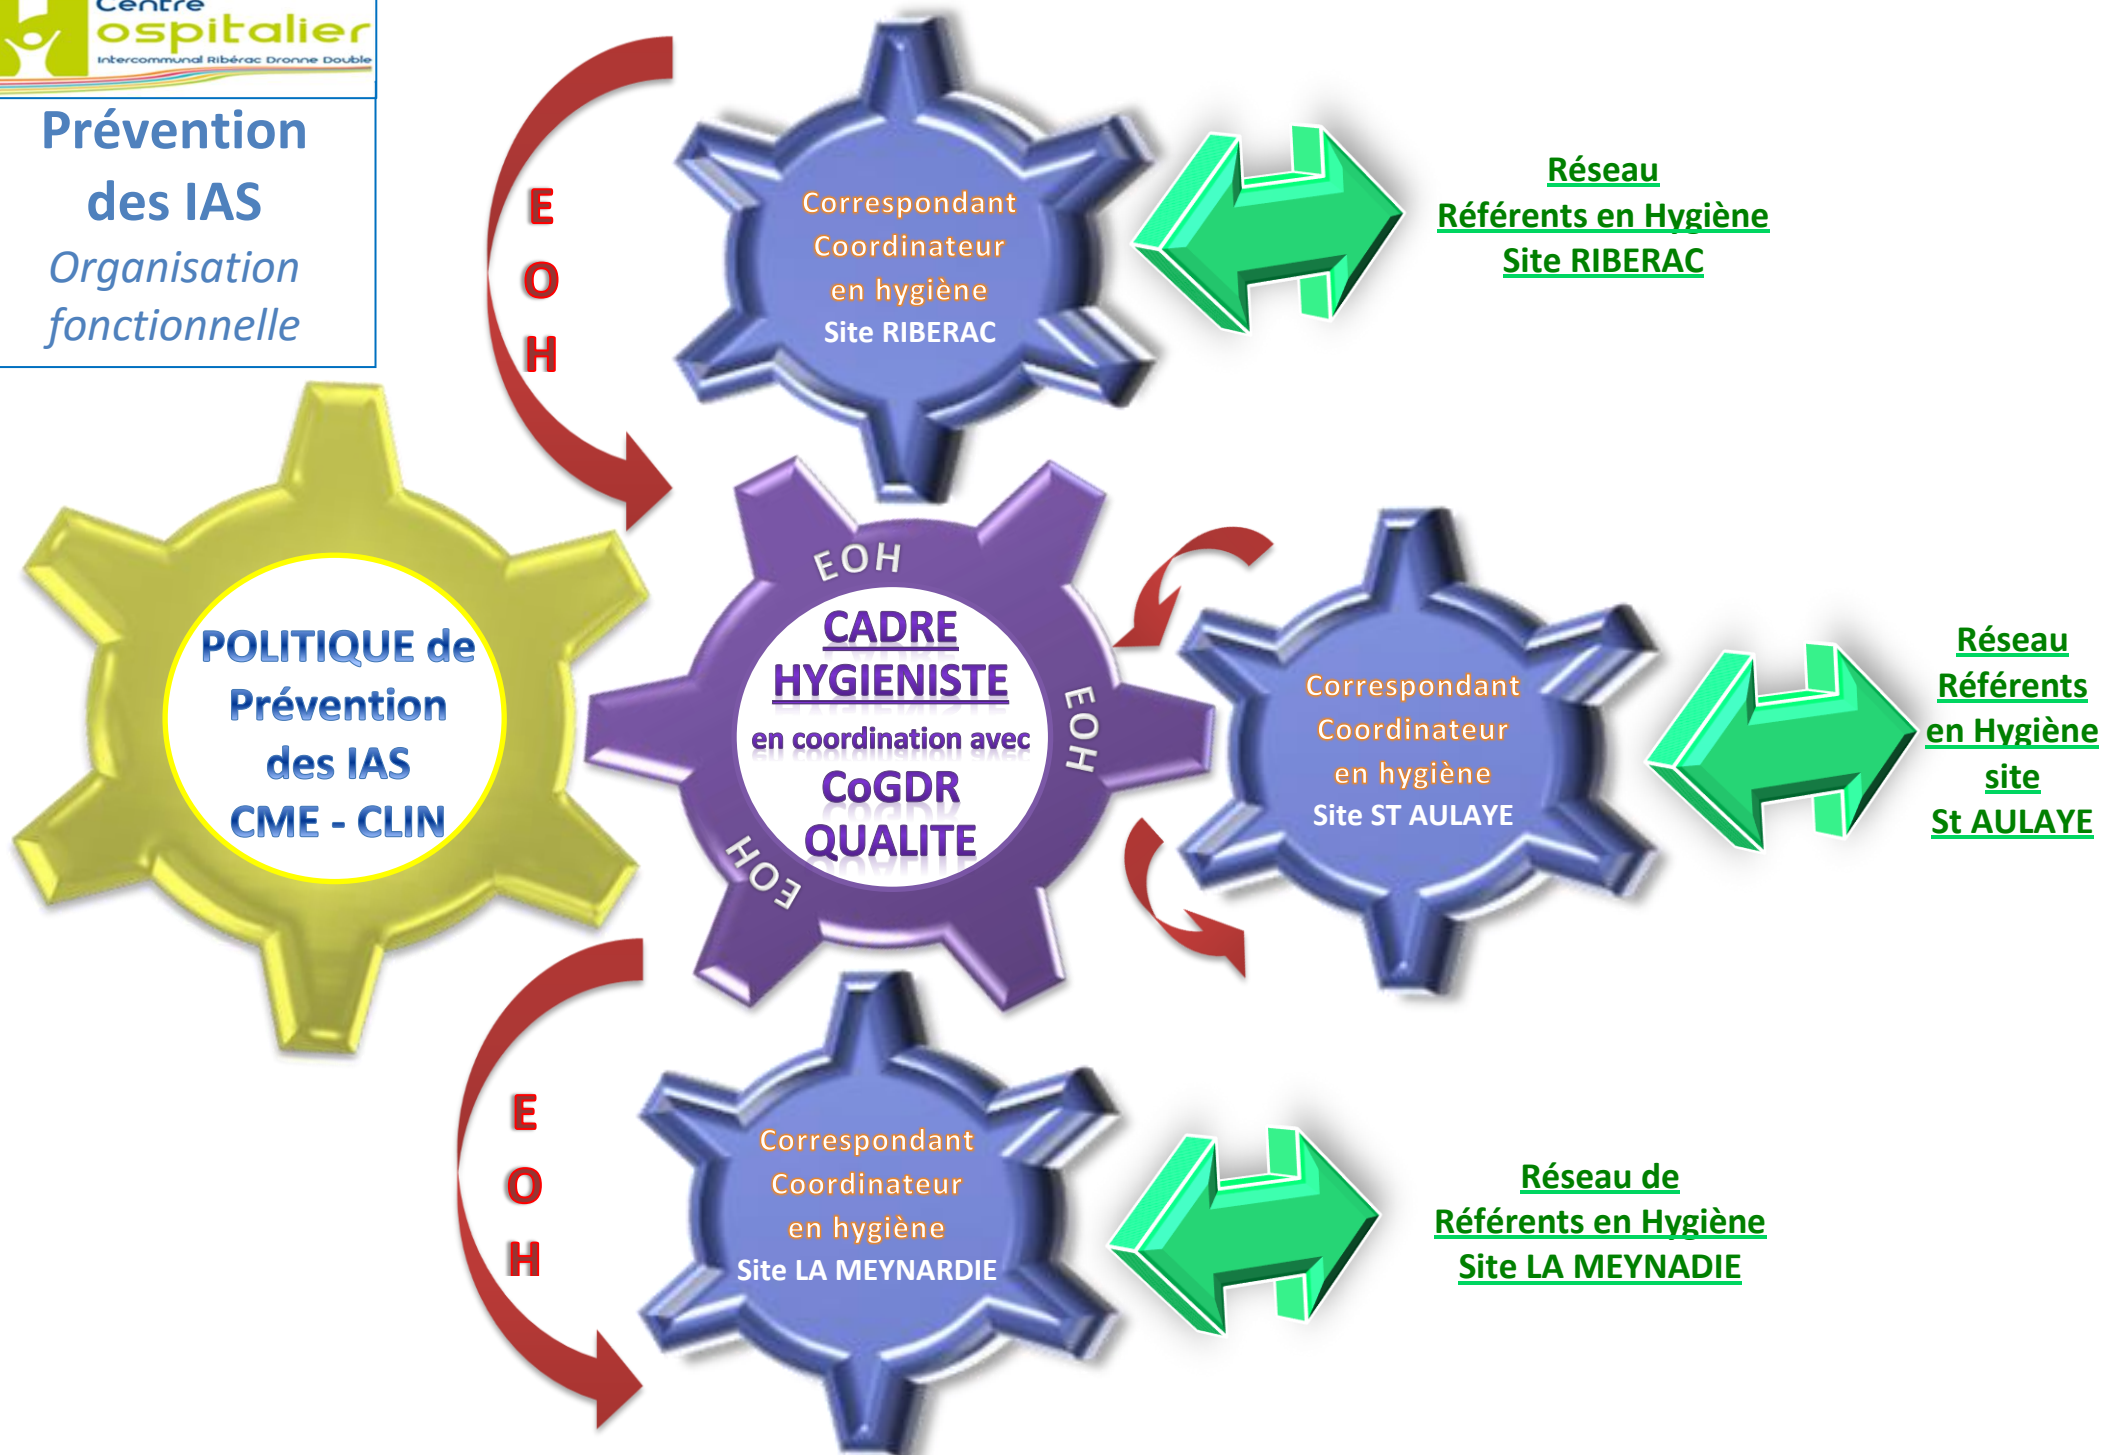 Centre
ospitalier
Intercommunal Ribérac Dronne Double
Prévention
des IAS
Organisation
fonctionnelle
E
O
H
Correspondant
Coordinateur
en hygiène
Site RIBERAC
Réseau
Référents en Hygiène
Site RIBERAC
POLITIQUE de
Prévention
des IAS
CME - CLIN
EOH
EOH
EOH
CADRE
HYGIENISTE
en coordination avec
CoGDR
QUALITE
Correspondant
Coordinateur
en hygiène
Site ST AULAYE
Réseau
Référents
en Hygiène
site
St AULAYE
E
O
H
Correspondant
Coordinateur
en hygiène
Site LA MEYNARDIE
Réseau de
Référents en Hygiène
Site LA MEYNADIE